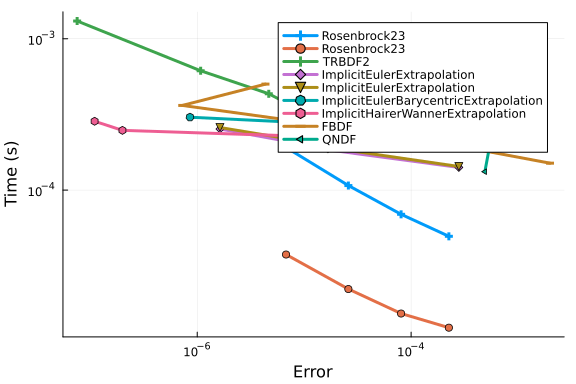 10⁻³
10⁻⁴
Time (s)
Rosenbrock23
Rosenbrock23
TRBDF2
ImplicitEulerExtrapolation
ImplicitEulerExtrapolation
ImplicitEulerBarycentricExtrapolation
ImplicitHairerWannerExtrapolation
FBDF
QNDF
10⁻⁶ 10⁻⁴
Error